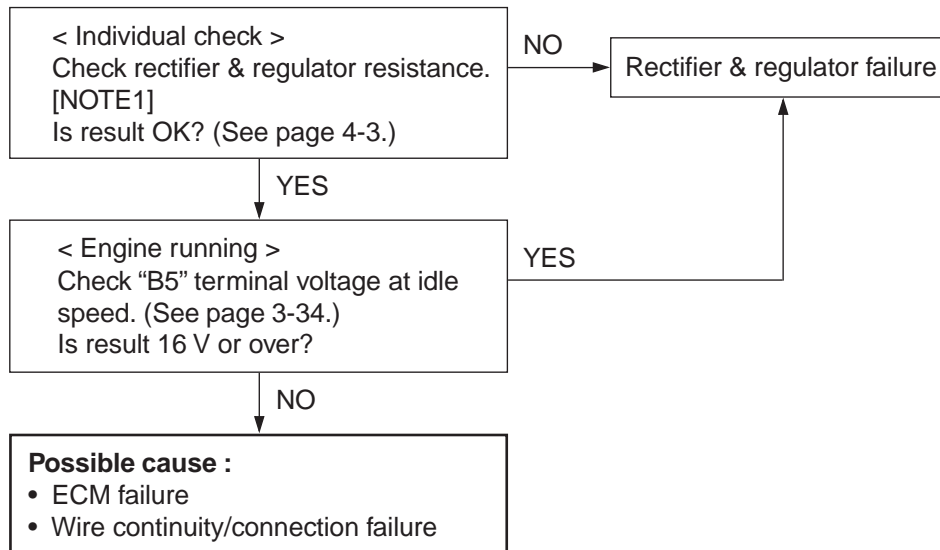 < Individual check >
Check rectifier & regulator resistance.
[NOTE1]
Is result OK? (See page 4-3.)
NO
Rectifier & regulator failure
YES
< Engine running >
Check “B5” terminal voltage at idle
speed. (See page 3-34.)
Is result 16 V or over?
YES
NO
Possible cause :
• ECM failure
• Wire continuity/connection failure